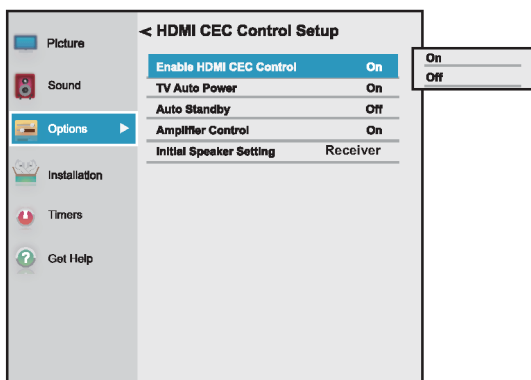 < HDMI CEC Control Setup
Picture
Sound
Options
Installation
Timers
Get Help
Enable HDMI CEC Control On
TV Auto Power On
Auto Standby Off
Amplifier Control On
Initial Speaker Setting Receiver
On
Off